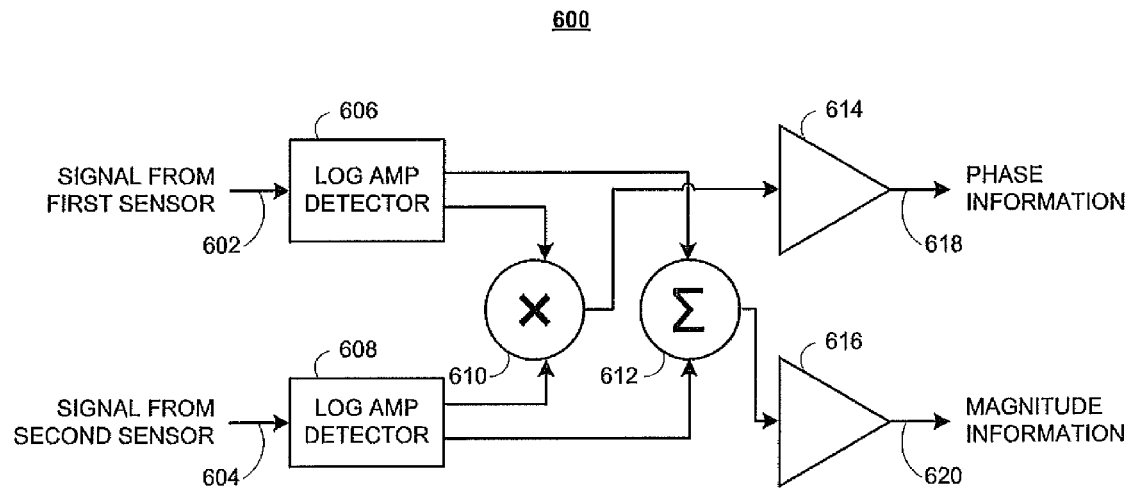 600
606
614
SIGNAL FROM
FIRST SENSOR
LOG AMP
DETECTOR
PHASE
INFORMATION
602
618
×
Σ
608
610
612
616
SIGNAL FROM
SECOND SENSOR
LOG AMP
DETECTOR
MAGNITUDE
INFORMATION
604
620